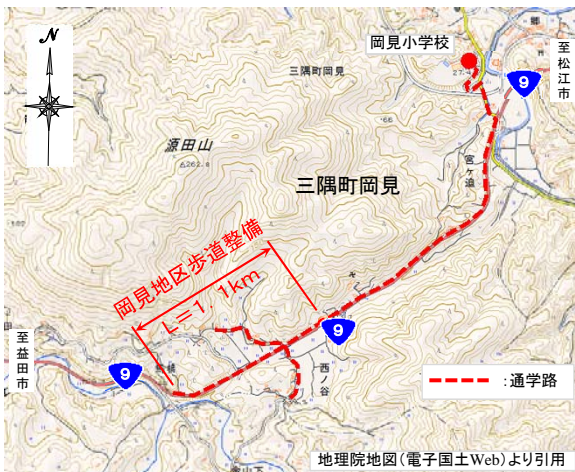 N
岡見小学校
至松江市
9
三隅町岡見
源田山
△262.8
66
宮ヶ迫
三隅町岡見
岡見地区歩道整備
L=1.1km
9
至益田市
9
西ノ谷
:通学路
地理院地図(電子国土Web)より引用